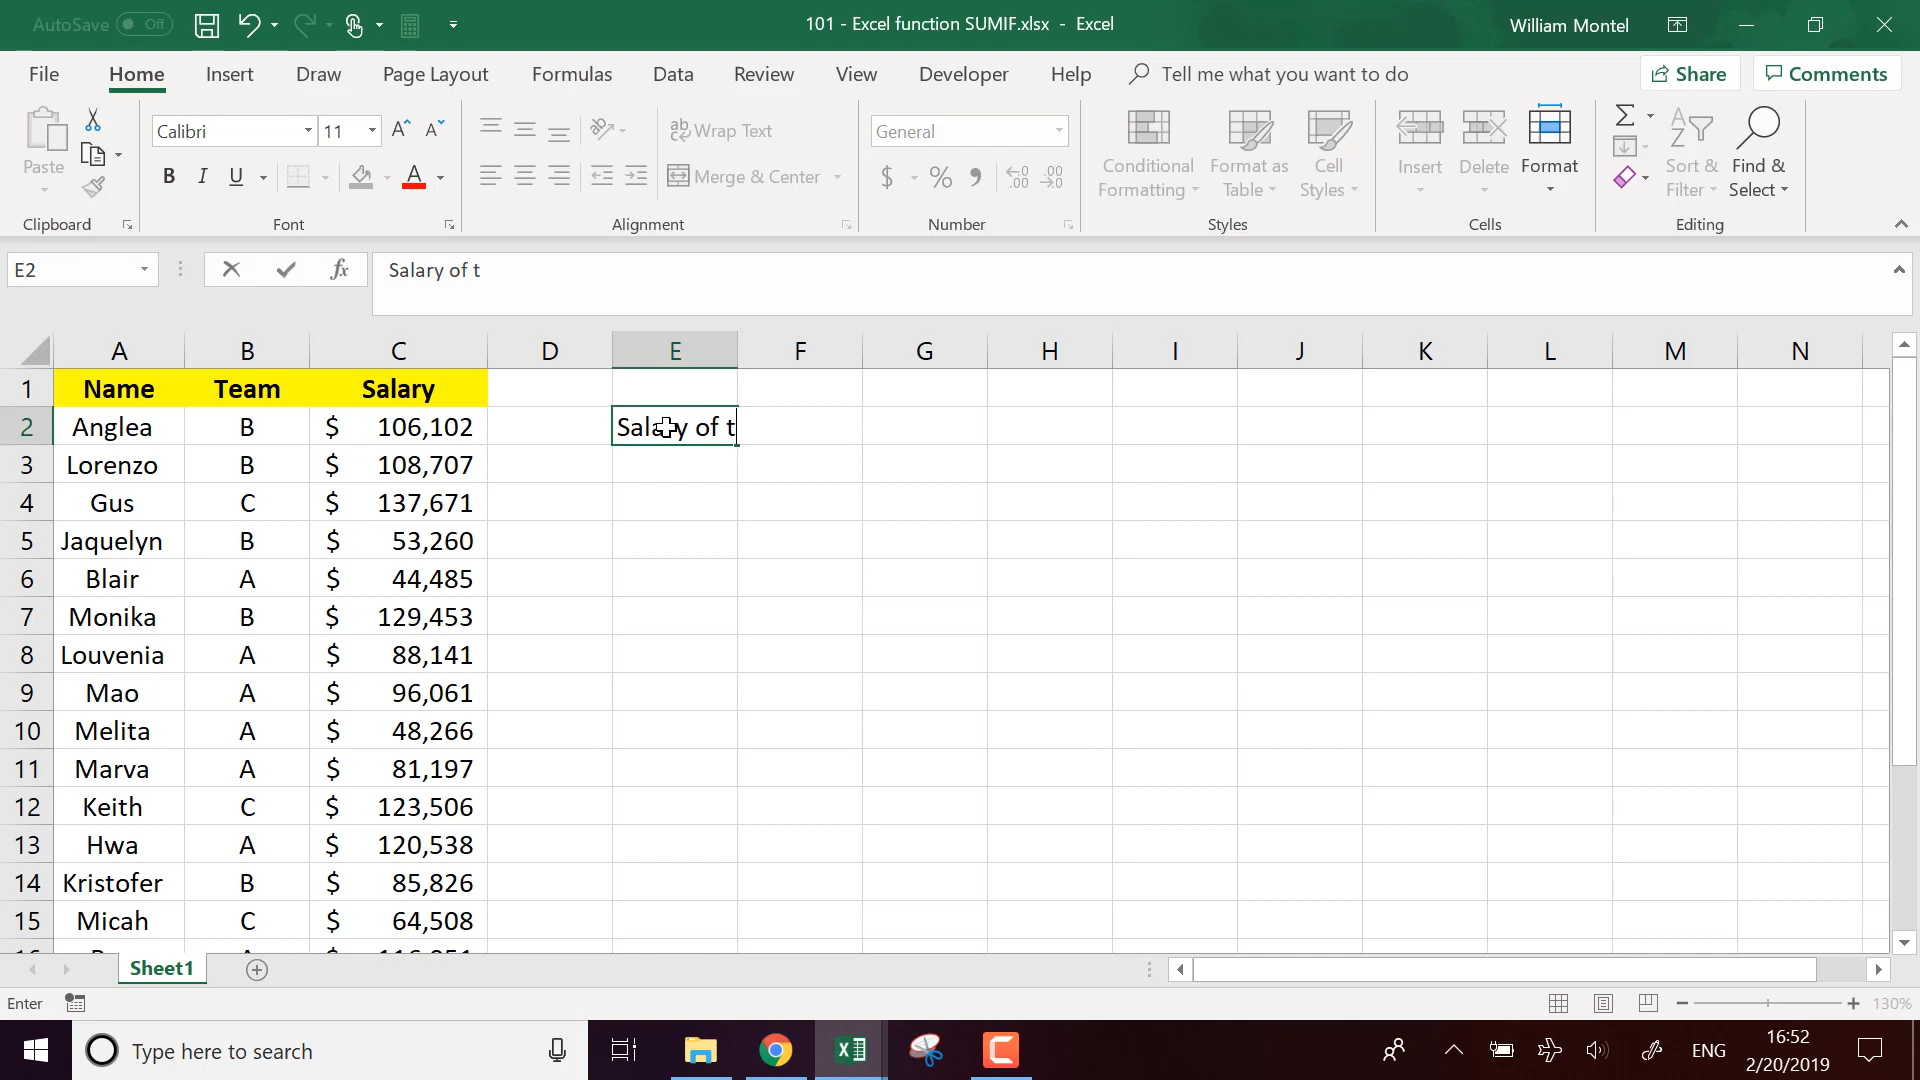 AutoSave Off
101 - Excel function SUMIF.xlsx - Excel
William Montel
File Home Insert Draw Page Layout Formulas Data Review View Developer Help Tell me what you want to do Share Comments
Paste
Clipboard
Calibri 11
B I U A
Font
ab Wrap Text
Merge & Center
Alignment
General
$ % , .00
Number
Conditional Formatting
Format as Table
Cell Styles
Styles
Insert Delete Format
Cells
Sort & Filter
Find & Select
Editing
E2 fx Salary of t
A B C D E F G H I J K L M N
1 Name Team Salary
2 Anglea B $ 106,102 Salary of t
3 Lorenzo B $ 108,707
4 Gus C $ 137,671
5 Jaquelyn B $ 53,260
6 Blair A $ 44,485
7 Monika B $ 129,453
8 Louvenia A $ 88,141
9 Mao A $ 96,061
10 Melita A $ 48,266
11 Marva A $ 81,197
12 Keith C $ 123,506
13 Hwa A $ 120,538
14 Kristofer B $ 85,826
15 Micah C $ 64,508
Sheet1
Enter
130%
Type here to search
ENG
16:52
2/20/2019